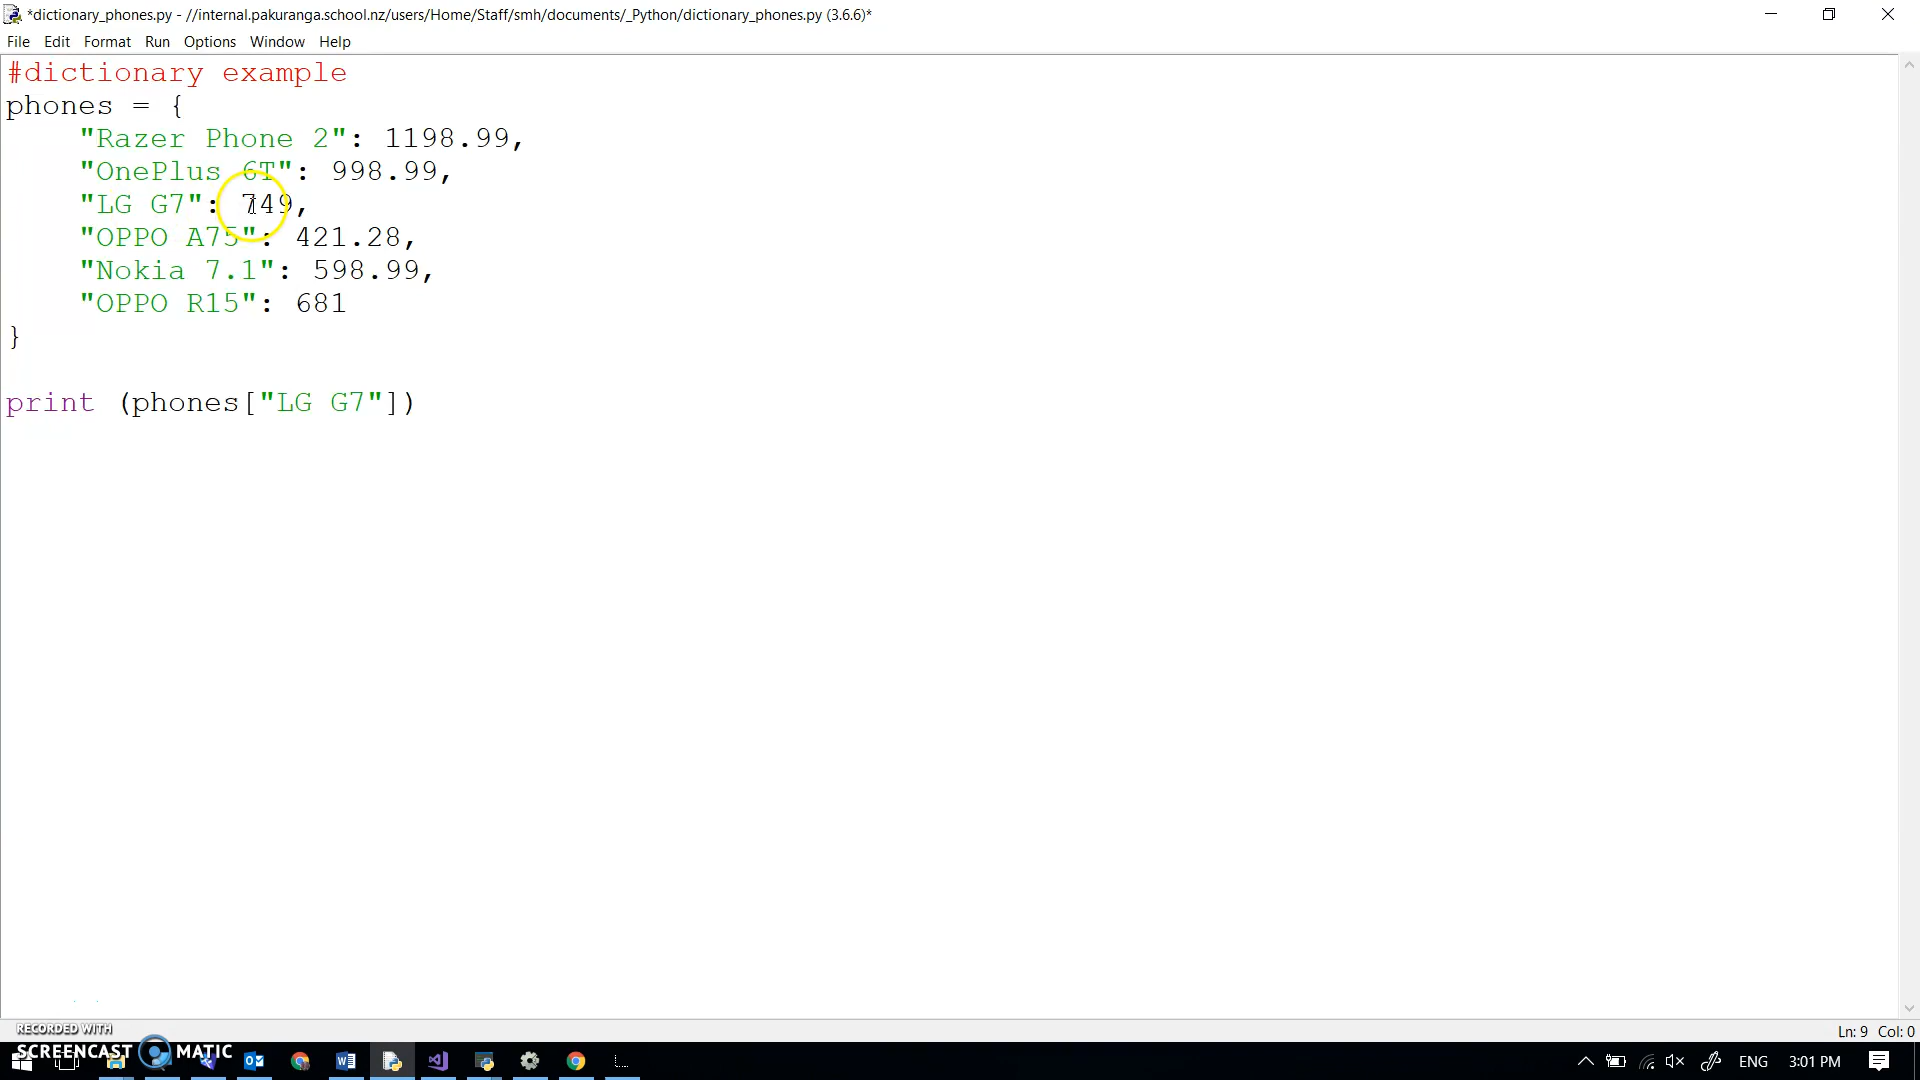 *dictionary_phones.py - //internal.pakuranga.school.nz/users/Home/Staff/smh/documents/_Python/dictionary_phones.py (3.6.6)*
File Edit Format Run Options Window Help
#dictionary example
phones = {
"Razer Phone 2": 1198.99,
"OnePlus 6T": 998.99,
"LG G7": 749,
"OPPO A75": 421.28,
"Nokia 7.1": 598.99,
"OPPO R15": 681
}
print (phones["LG G7"])
Ln: 9 Col: 0
RECORDED WITH
SCREENCAST MATIC
ENG 3:01 PM